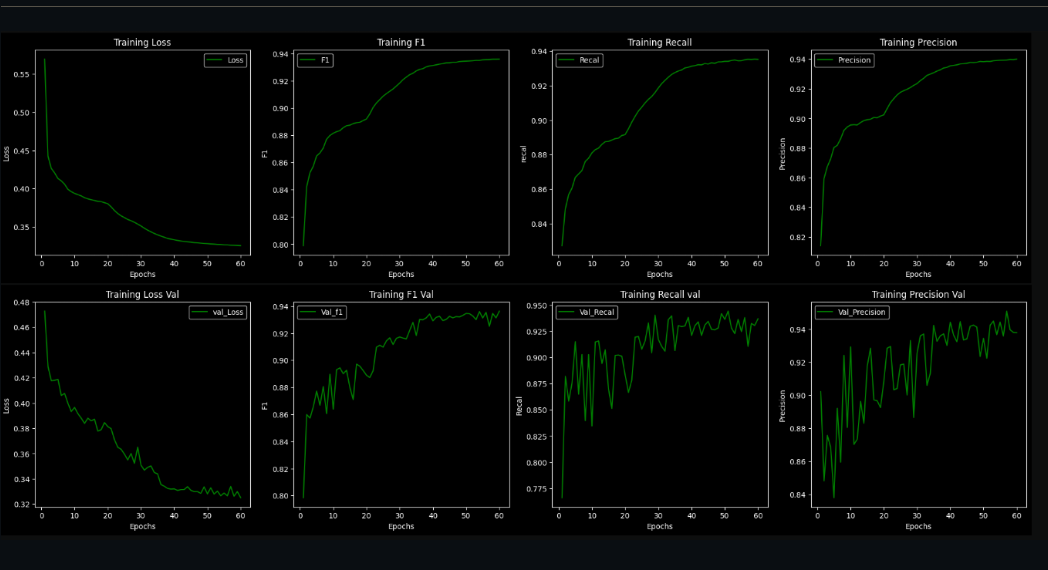 Training Loss
Loss
0.55
0.50
0.45
0.40
0.35
Loss
0 10 20 30 40 50 60
Epochs
Training F1
F1
0.94
0.92
0.90
0.88
0.86
0.84
0.82
0.80
F1
0 10 20 30 40 50 60
Epochs
Training Recall
Recal
0.94
0.92
0.90
0.88
0.86
0.84
recal
0 10 20 30 40 50 60
Epochs
Training Precision
Precision
0.94
0.92
0.90
0.88
0.86
0.84
0.82
Precision
0 10 20 30 40 50 60
Epochs
Training Loss Val
val_Loss
0.48
0.46
0.44
0.42
0.40
0.38
0.36
0.34
0.32
Loss
0 10 20 30 40 50 60
Epochs
Training F1 Val
Val_f1
0.94
0.92
0.90
0.88
0.86
0.84
0.82
0.80
F1
0 10 20 30 40 50 60
Epochs
Training Recall val
Val_Recal
0.950
0.925
0.900
0.875
0.850
0.825
0.800
0.775
Recal
0 10 20 30 40 50 60
Epochs
Training Precision Val
Val_Precision
0.94
0.92
0.90
0.88
0.86
0.84
Precision
0 10 20 30 40 50 60
Epochs